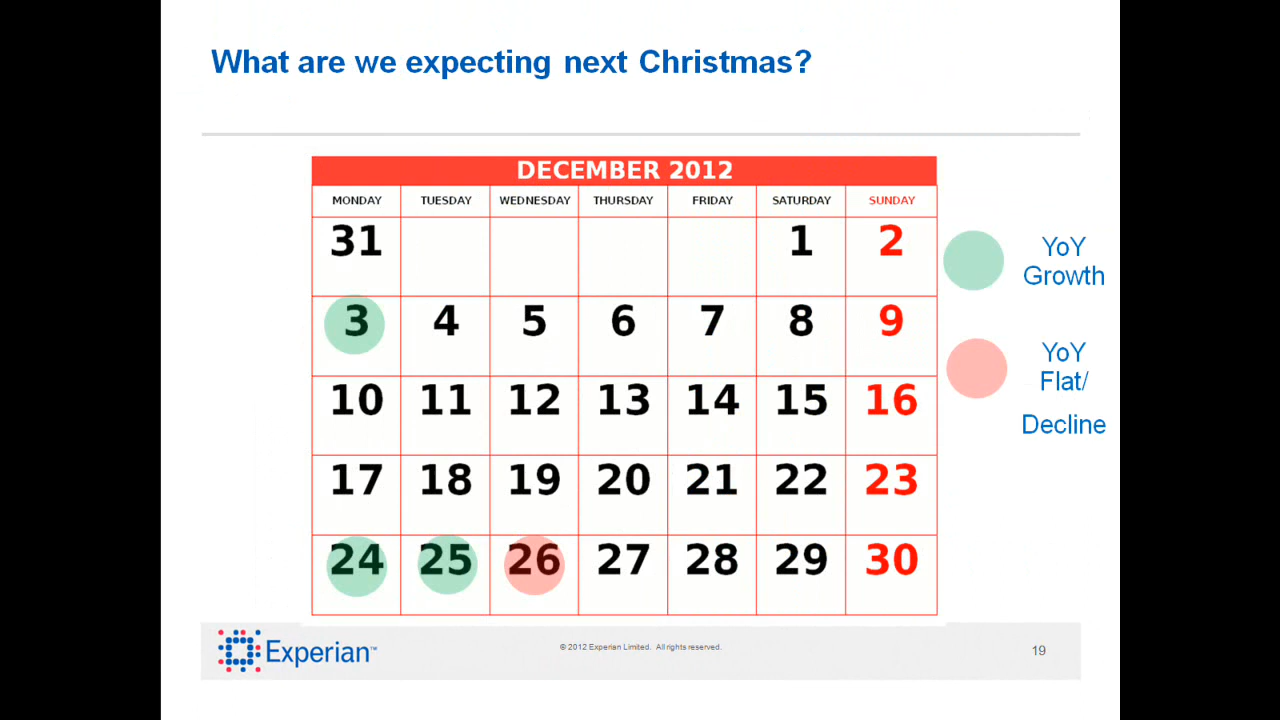 What are we expecting next Christmas?
DECEMBER 2012
MONDAY TUESDAY WEDNESDAY THURSDAY FRIDAY SATURDAY SUNDAY
31 1 2
3 4 5 6 7 8 9
10 11 12 13 14 15 16
17 18 19 20 21 22 23
24 25 26 27 28 29 30
YoY
Growth
YoY
Flat/
Decline
Experian™
© 2012 Experian Limited. All rights reserved.
19